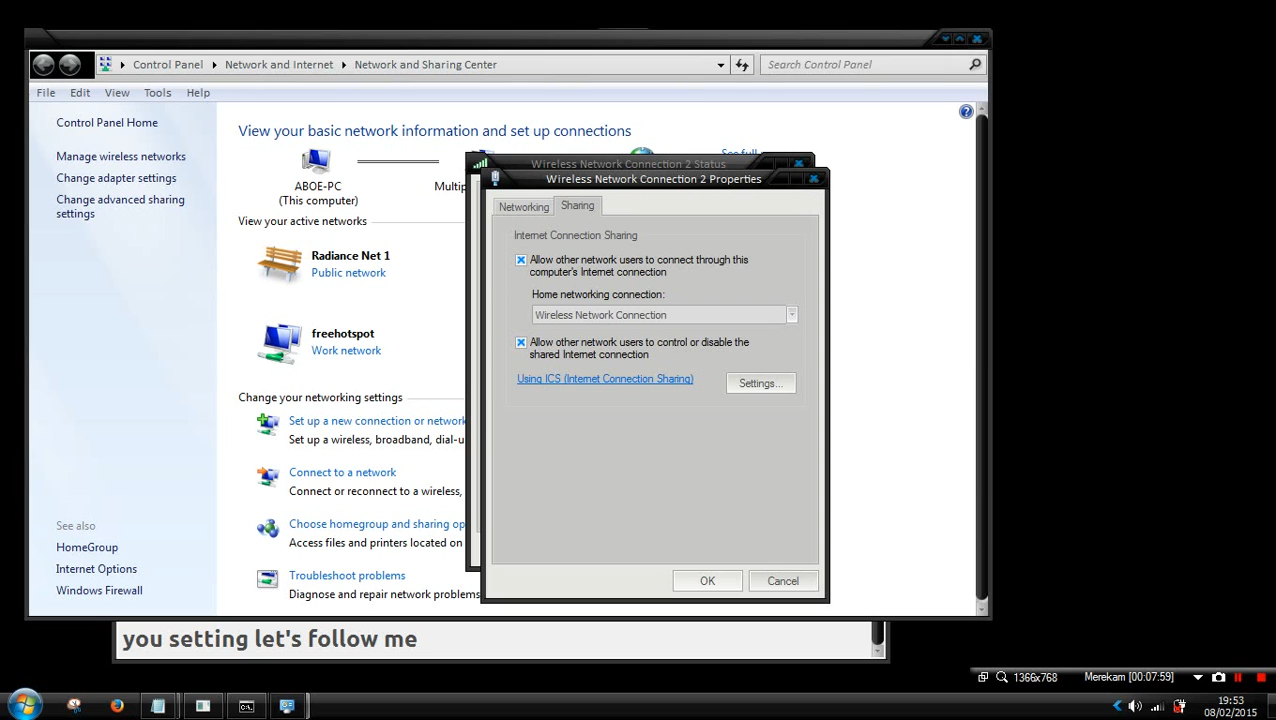 Control Panel
Network and Internet
Network and Sharing Center
Search Control Panel
File
Edit
View
Tools
Help
Control Panel Home
Manage wireless networks
Change adapter settings
Change advanced sharing
settings
See also
HomeGroup
Internet Options
Windows Firewall
View your basic network information and set up connections
ABOE-PC
(This computer)
Multip
See full
View your active networks
Radiance Net 1
Public network
freehotspot
Work network
Change your networking settings
Set up a new connection or network
Set up a wireless, broadband, dial-u
Connect to a network
Connect or reconnect to a wireless,
Choose homegroup and sharing op
Access files and printers located on
Troubleshoot problems
Diagnose and repair network problems
Wireless Network Connection 2 Status
Wireless Network Connection 2 Properties
Networking
Sharing
Internet Connection Sharing
Allow other network users to connect through this
computer's Internet connection
Home networking connection:
Wireless Network Connection
Allow other network users to control or disable the
shared Internet connection
Using ICS (Internet Connection Sharing)
Settings...
OK
Cancel
you setting let's follow me
1366x768
Merekam [00:07:59]
19:53
08/02/2015